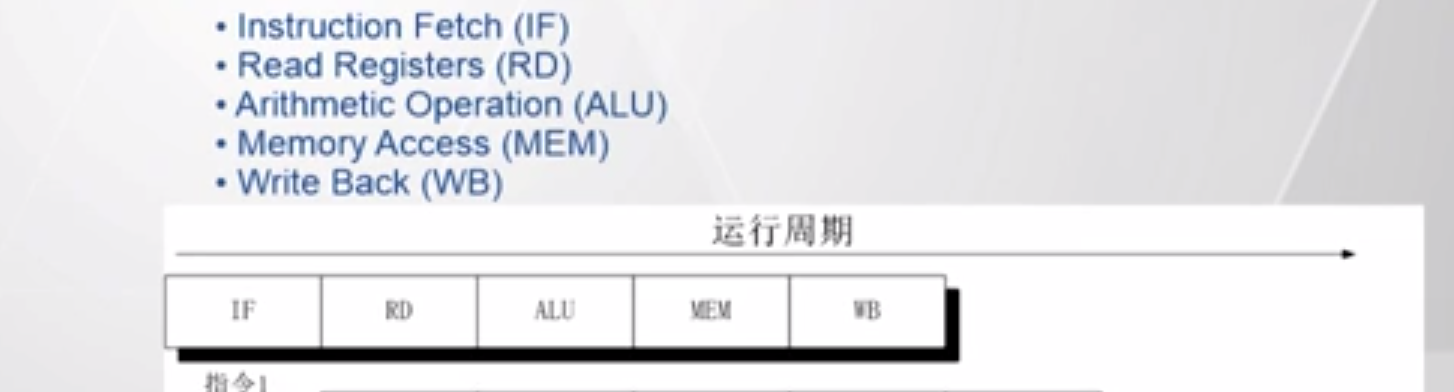 • Instruction Fetch (IF)
• Read Registers (RD)
• Arithmetic Operation (ALU)
• Memory Access (MEM)
• Write Back (WB)
运行周期
IF RD ALU MEM WB
指令1